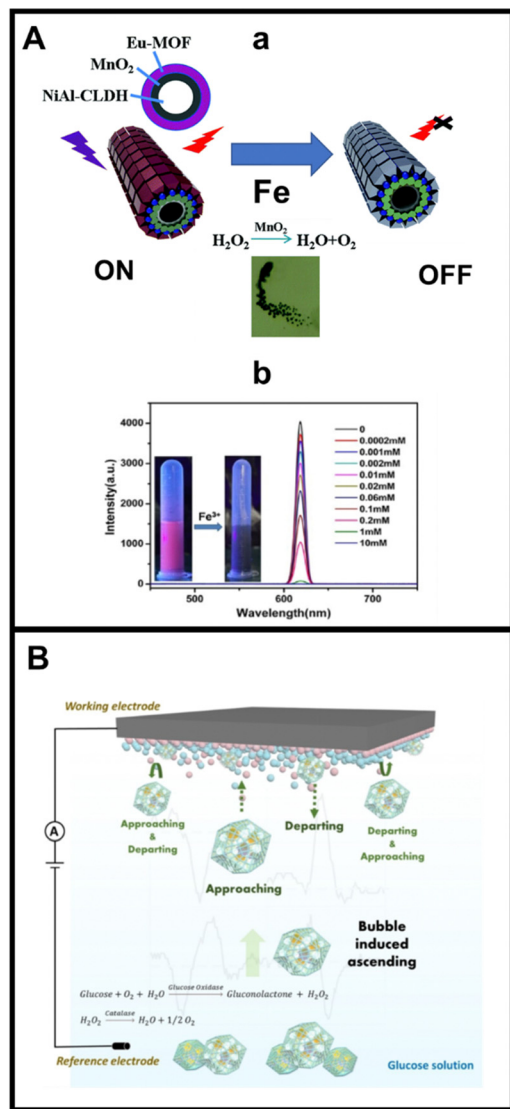 A
a
Eu-MOF
MnO₂
NiAl-CLDH
Fe
MnO₂
H₂O₂ → H₂O+O₂
ON
OFF
b
4000
3000
2000
1000
0
Intensity(a.u.)
Fe³⁺
0
0.0002mM
0.001mM
0.002mM
0.01mM
0.02mM
0.06mM
0.1mM
0.2mM
1mM
10mM
500
600
700
Wavelength(nm)
B
Working electrode
A
Approaching
&
Departing
Approaching
Departing
Departing
&
Approaching
Bubble
induced
ascending
Glucose Oxidase
Glucose + O₂ + H₂O → Gluconolactone + H₂O₂
Catalase
H₂O₂ → H₂O + 1/2 O₂
Reference electrode
Glucose solution